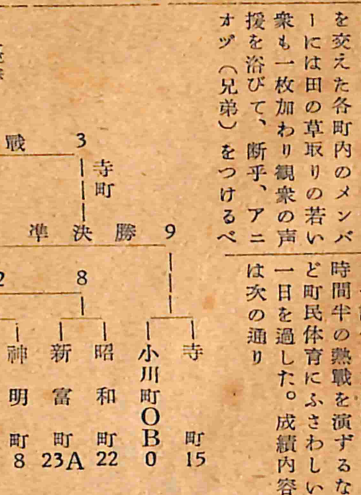 を交えた各町内のメンバ
ーには田の草取りの若い
衆も一枚加わり観衆の声
援を浴びて、断乎、アニ
オヅ（兄弟）をつけるべ
時間半の熱戰を演ずるな
ど町民体育にふさわしい
一日を過した。成績内容
は次の通り
戰 3
寺町
準決勝 9
2 8
寺町 15
小川町OB 0
昭和町 22
新富町 23A
神明町 8